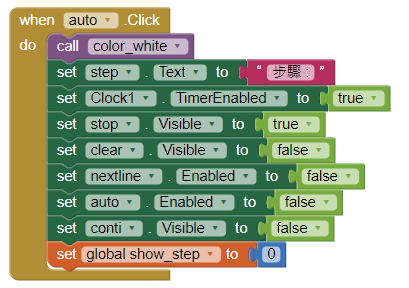 when auto .Click
do call color_white
set step . Text to " 步驟： "
set Clock1 . TimerEnabled to true
set stop . Visible to true
set clear . Visible to false
set nextline . Enabled to false
set auto . Enabled to false
set conti . Visible to false
set global show_step to 0